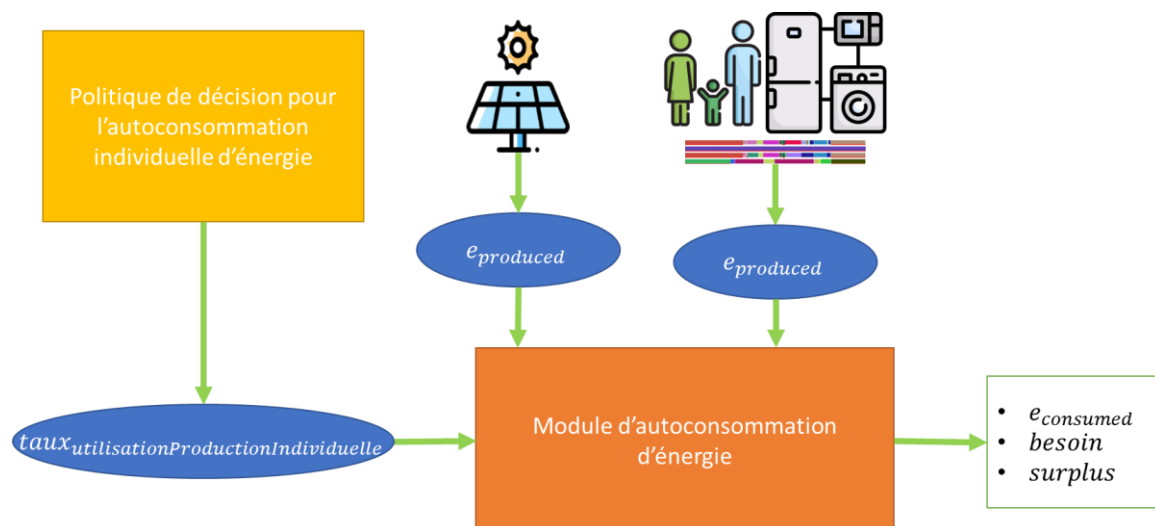 Politique de décision pour
l'autoconsommation
individuelle d'énergie
e_produced
e_produced
taux_utilisationProductionIndividuelle
Module d'autoconsommation
d'énergie
• e_consumed
• besoin
• surplus